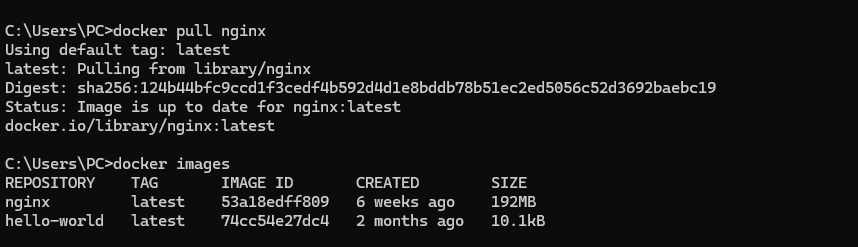 C:\Users\PC>docker pull nginx
Using default tag: latest
latest: Pulling from library/nginx
Digest: sha256:124b44bfc9ccd1f3cedf4b592d4d1e8bddb78b51ec2ed5056c52d3692baebc19
Status: Image is up to date for nginx:latest
docker.io/library/nginx:latest
C:\Users\PC>docker images
REPOSITORY    TAG       IMAGE ID       CREATED        SIZE
nginx         latest    53a18edff809   6 weeks ago    192MB
hello-world   latest    74cc54e27dc4   2 months ago   10.1kB